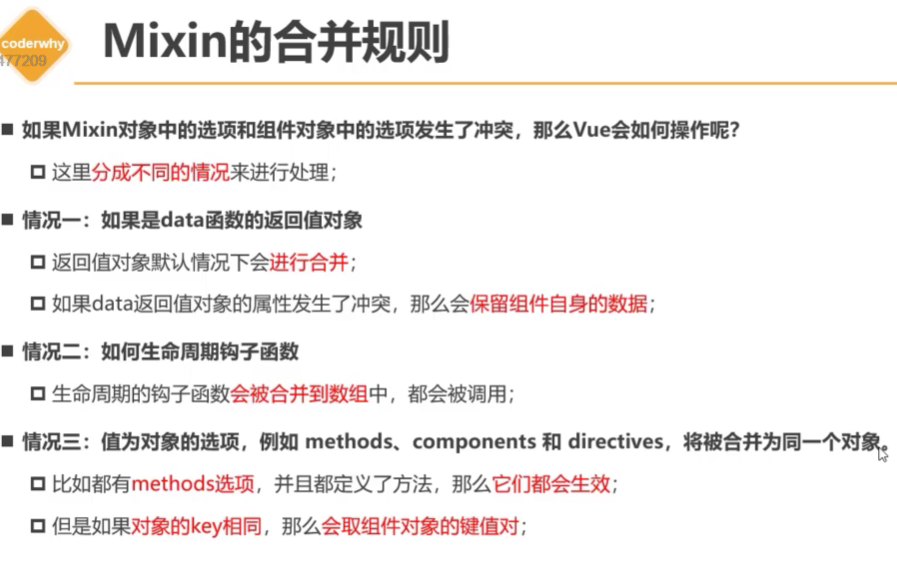 coderwhy
477209
Mixin的合并规则
如果Mixin对象中的选项和组件对象中的选项发生了冲突，那么Vue会如何操作呢？
这里分成不同的情况来进行处理；
情况一：如果是data函数的返回值对象
返回值对象默认情况下会进行合并；
如果data返回值对象的属性发生了冲突，那么会保留组件自身的数据；
情况二：如何生命周期钩子函数
生命周期的钩子函数会被合并到数组中，都会被调用；
情况三：值为对象的选项，例如 methods、components 和 directives，将被合并为同一个对象。
比如都有methods选项，并且都定义了方法，那么它们都会生效；
但是如果对象的key相同，那么会取组件对象的键值对；